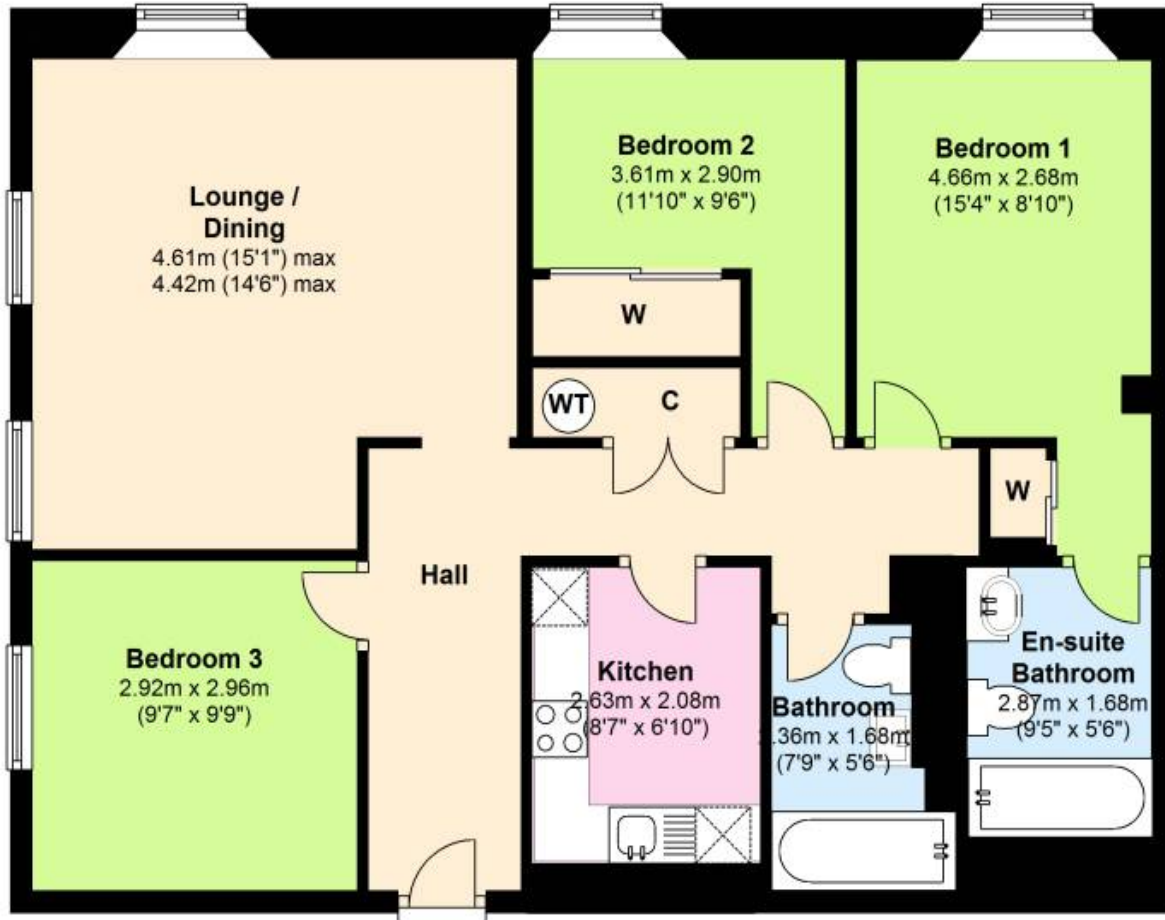 Lounge /
Dining
4.61m (15'1") max
4.42m (14'6") max
Bedroom 2
3.61m x 2.90m
(11'10" x 9'6")
Bedroom 1
4.66m x 2.68m
(15'4" x 8'10")
W
WT
C
W
Hall
Bedroom 3
2.92m x 2.96m
(9'7" x 9'9")
Kitchen
2.63m x 2.08m
(8'7" x 6'10")
Bathroom
.36m x 1.68m
(7'9" x 5'6")
En-suite
Bathroom
2.87m x 1.68m
(9'5" x 5'6")